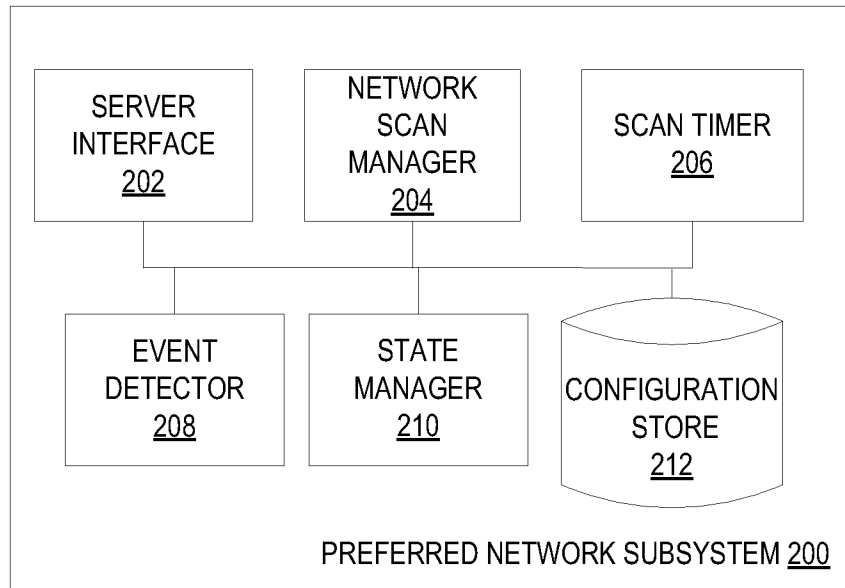 SERVER
INTERFACE
202
NETWORK
SCAN
MANAGER
204
SCAN TIMER
206
EVENT
DETECTOR
208
STATE
MANAGER
210
CONFIGURATION
STORE
212
PREFERRED NETWORK SUBSYSTEM 200